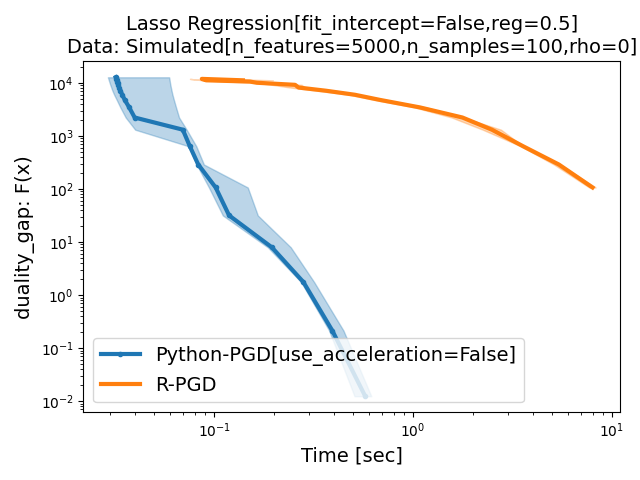 Lasso Regression[fit_intercept=False,reg=0.5]
Data: Simulated[n_features=5000,n_samples=100,rho=0]
duality_gap: F(x)
10⁴
10³
10²
10¹
10⁰
10⁻¹
10⁻²
Python-PGD[use_acceleration=False]
R-PGD
10⁻¹
10⁰
10¹
Time [sec]